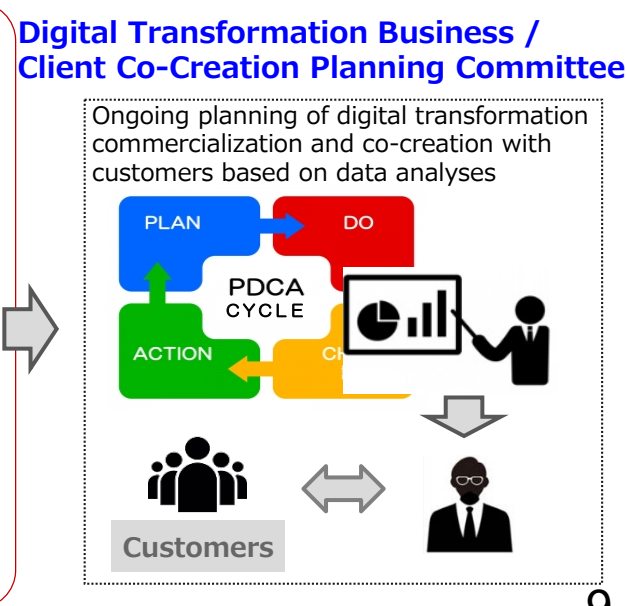 Digital Transformation Business /
Client Co-Creation Planning Committee
Ongoing planning of digital transformation
commercialization and co-creation with
customers based on data analyses
PLAN
DO
PDCA
CYCLE
ACTION
Customers